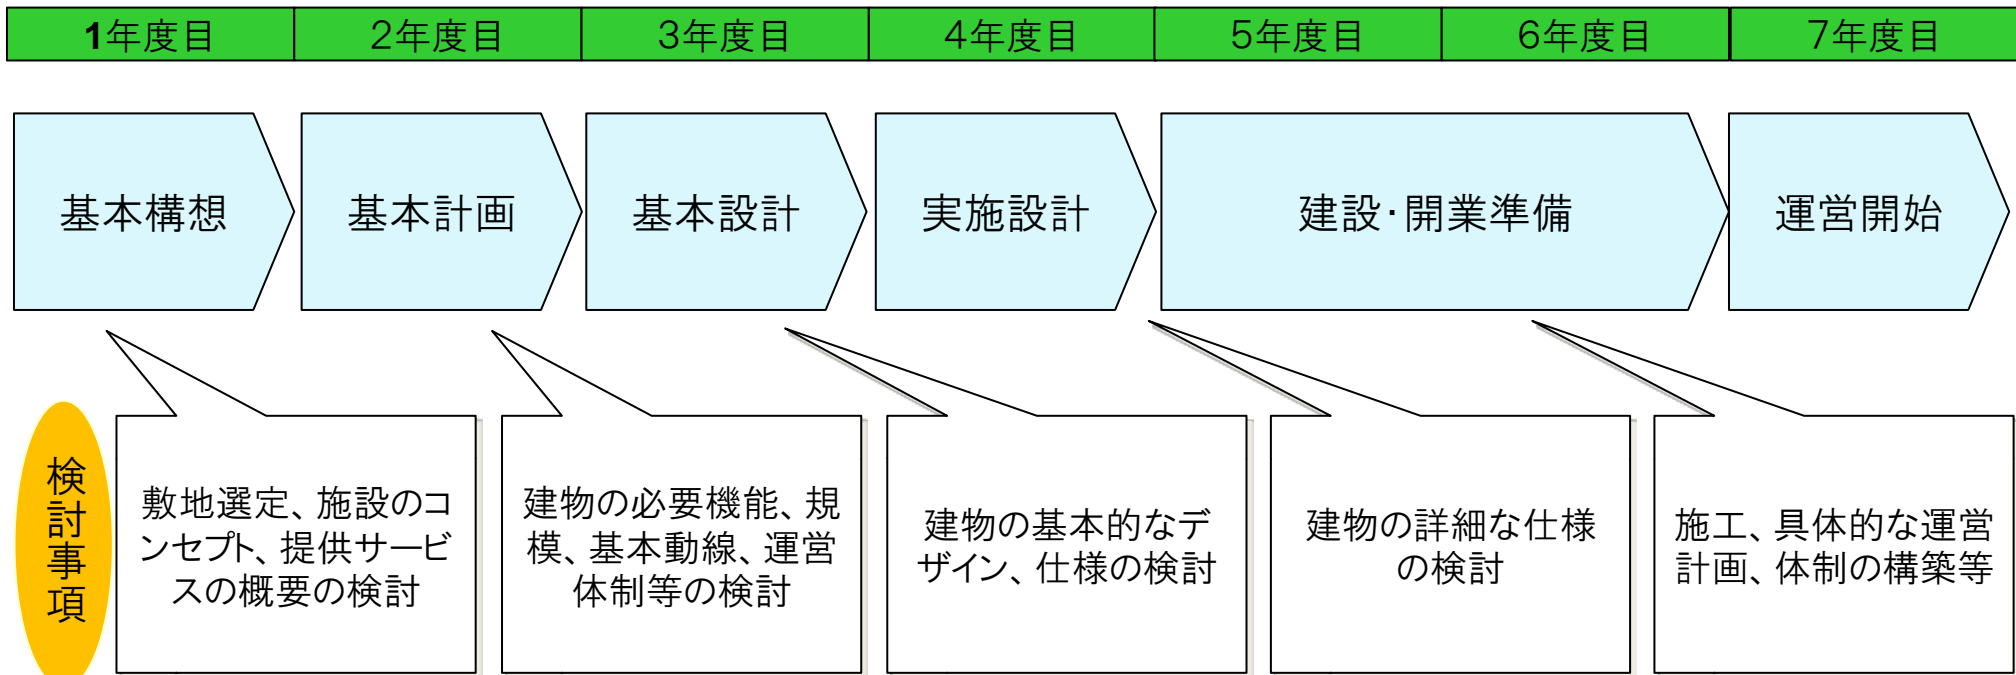 1年度目
2年度目
3年度目
4年度目
5年度目
6年度目
7年度目
基本構想
基本計画
基本設計
実施設計
建設・開業準備
運営開始
検討事項
敷地選定、施設のコ
ンセプト、提供サービ
スの概要の検討
建物の必要機能、規
模、基本動線、運営
体制等の検討
建物の基本的なデ
ザイン、仕様の検討
建物の詳細な仕様
の検討
施工、具体的な運営
計画、体制の構築等